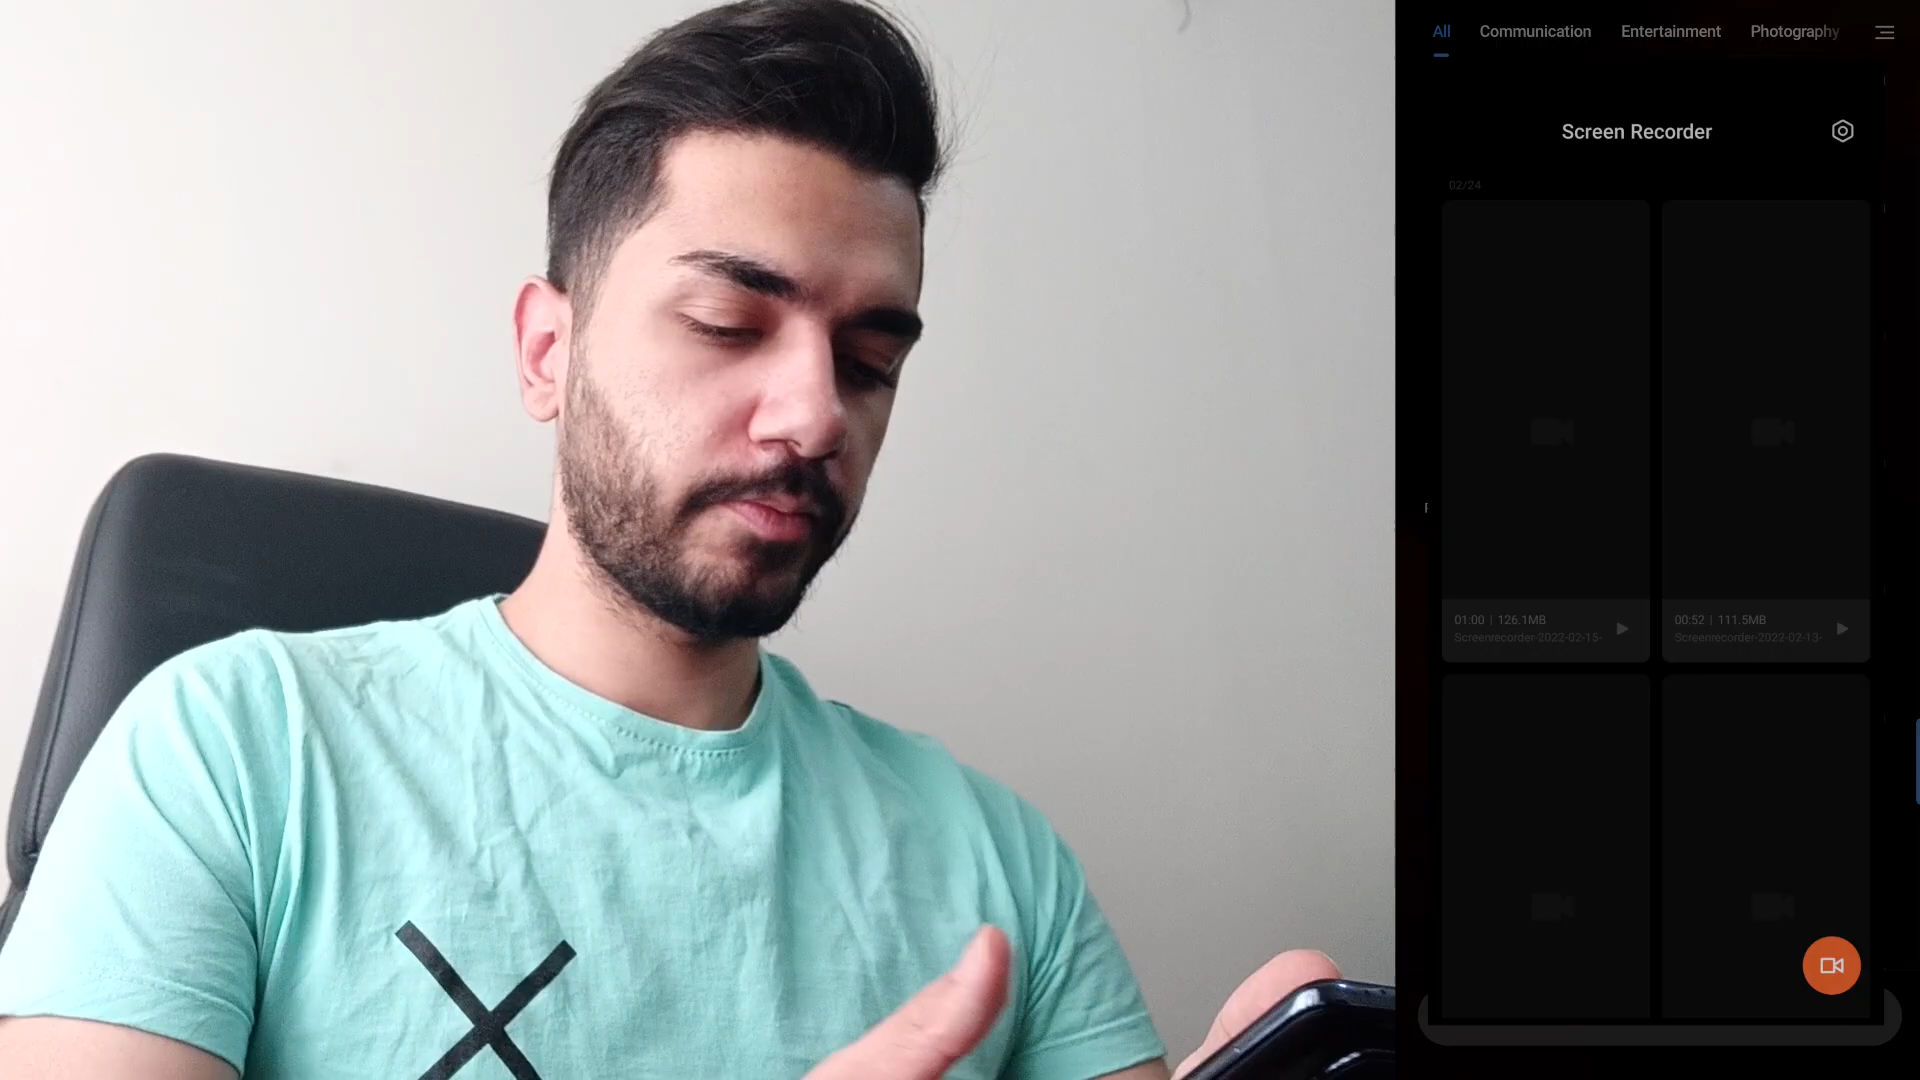 All Communication Entertainment Photography
Screen Recorder
02/24
01:00 | 126.1MB
Screenrecorder-2022-02-15-
00:52 | 111.5MB
Screenrecorder-2022-02-13-